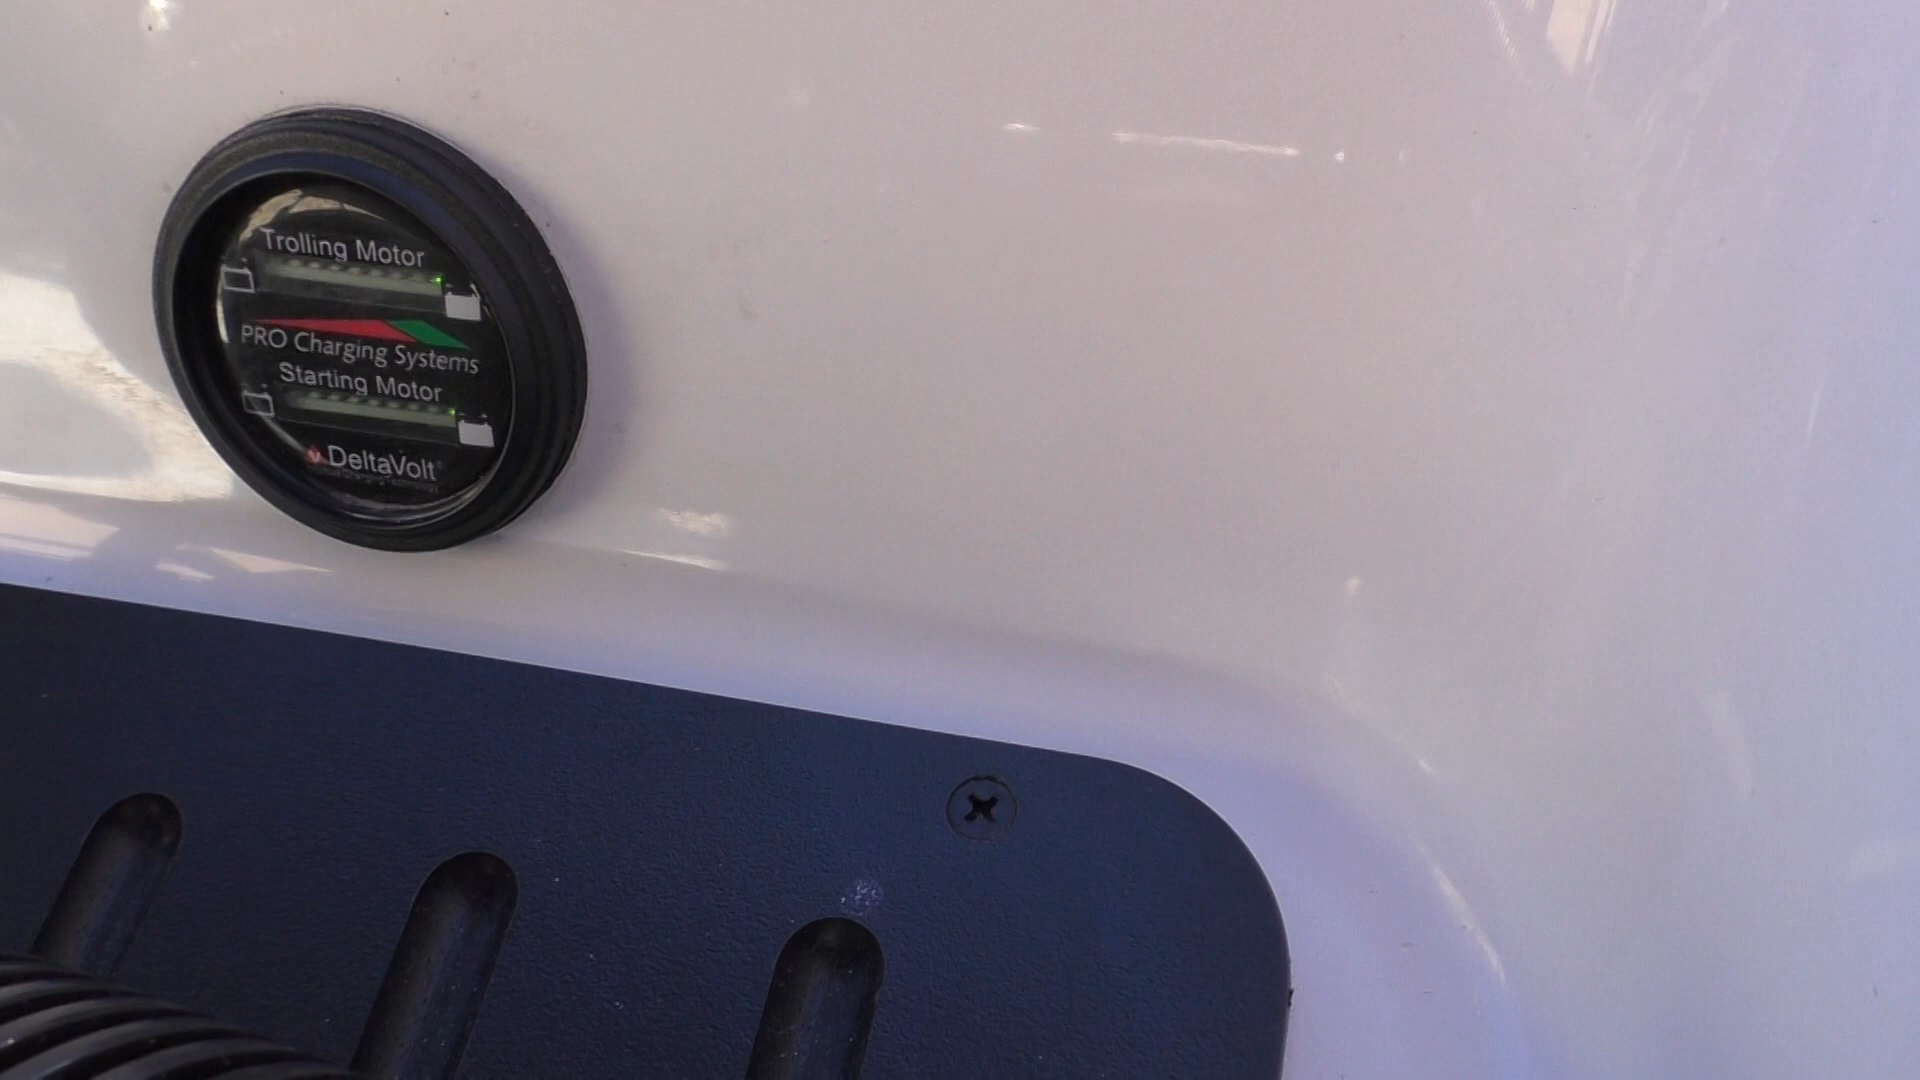 Trolling Motor
PRO Charging Systems
Starting Motor
DeltaVolt